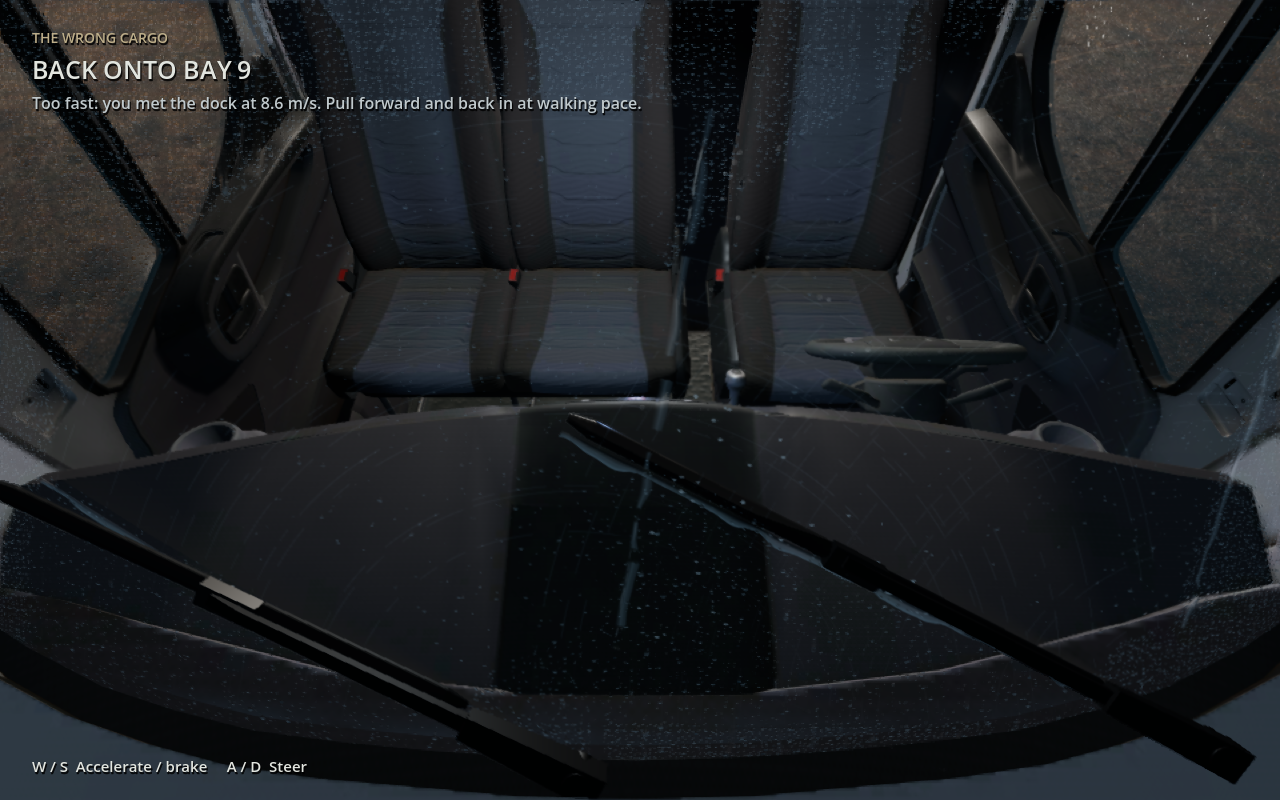 THE WRONG CARGO
BACK ONTO BAY 9
Too fast: you met the dock at 8.6 m/s. Pull forward and back in at walking pace.
W / S  Accelerate / brake  A / D  Steer